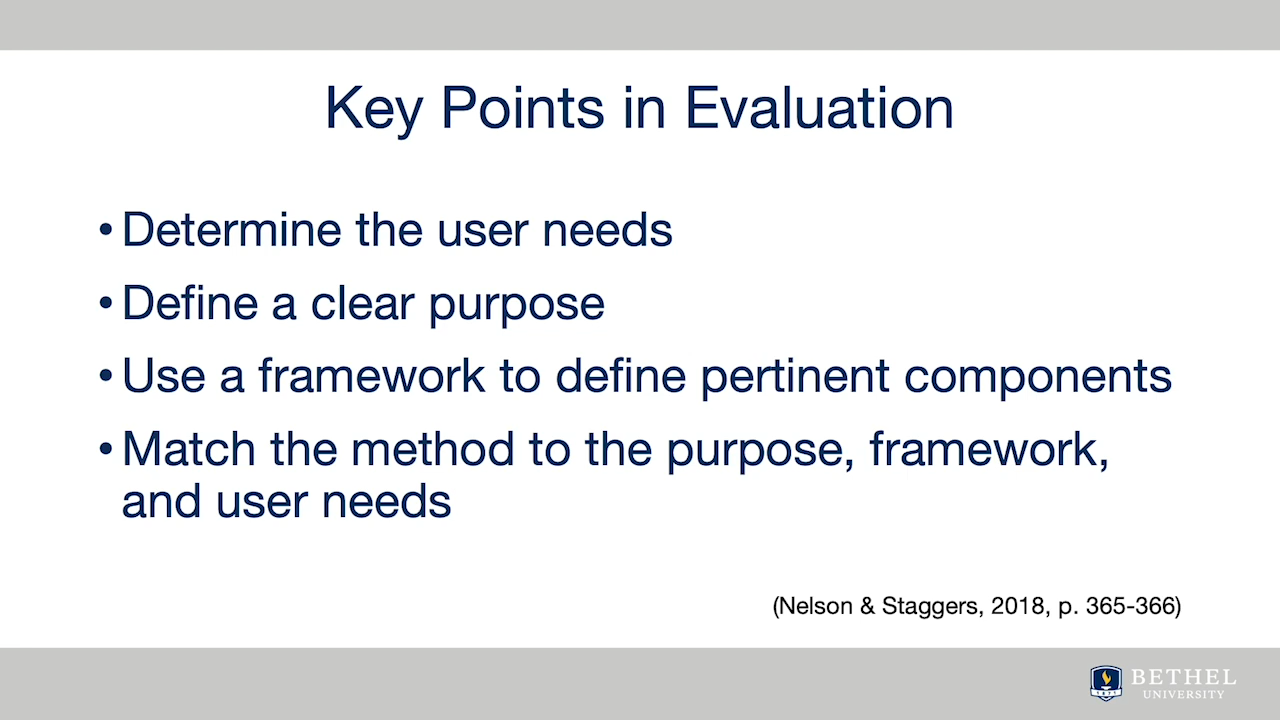 Key Points in Evaluation
• Determine the user needs
• Define a clear purpose
• Use a framework to define pertinent components
• Match the method to the purpose, framework,
and user needs
(Nelson & Staggers, 2018, p. 365-366)
BETHEL
UNIVERSITY